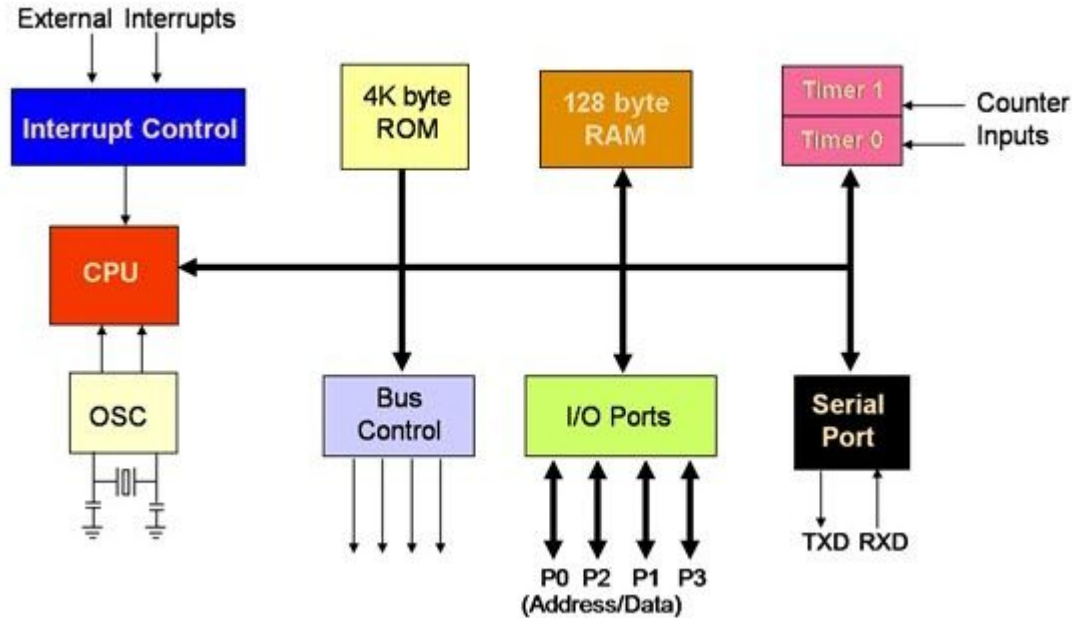 External Interrupts
Interrupt Control
4K byte
ROM
128 byte
RAM
Timer 1
Timer 0
Counter
Inputs
CPU
OSC
Bus
Control
I/O Ports
Serial
Port
TXD RXD
P0 P2 P1 P3
(Address/Data)